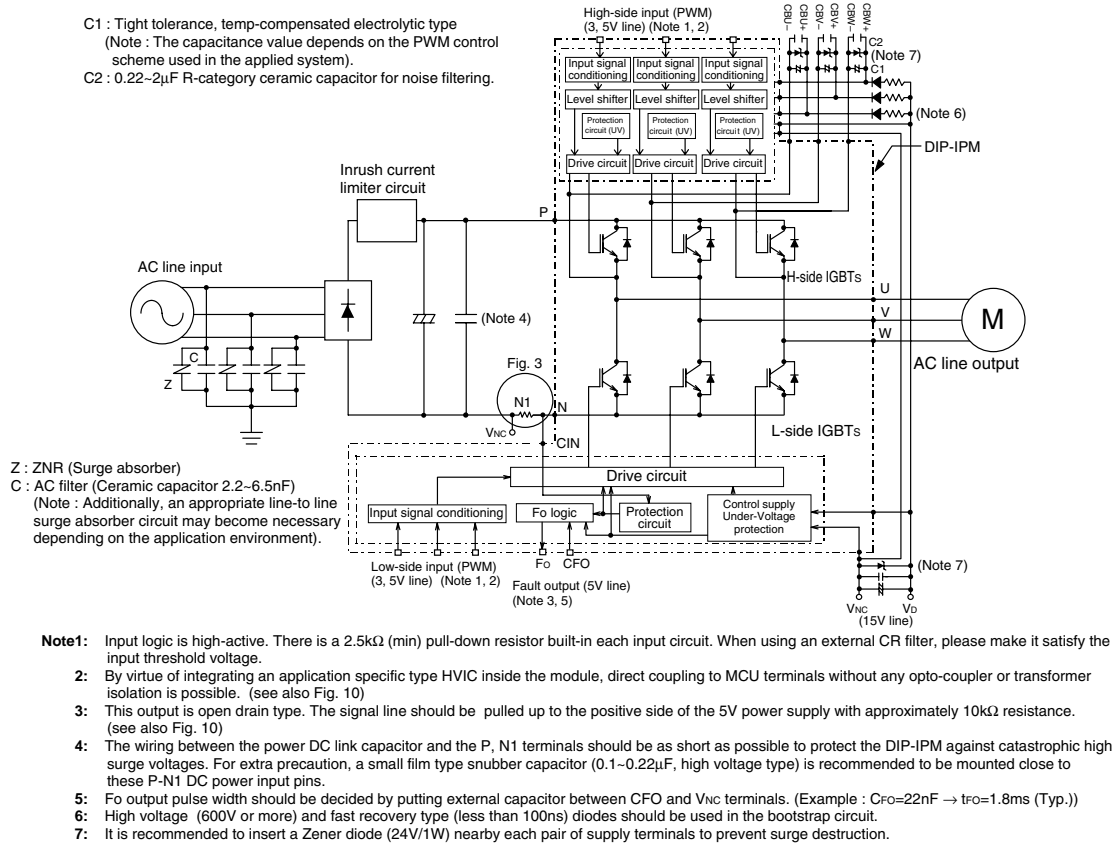 C1 : Tight tolerance, temp-compensated electrolytic type
(Note : The capacitance value depends on the PWM control
scheme used in the applied system).
C2 : 0.22~2μF R-category ceramic capacitor for noise filtering.
High-side input (PWM)
(3, 5V line) (Note 1, 2)
CBU–
CBU+
CBV–
CBV+
CBW–
CBW+
C2
(Note 7)
C1
(Note 6)
Input signal
conditioning
Input signal
conditioning
Input signal
conditioning
Level shifter
Level shifter
Level shifter
Protection
circuit (UV)
Protection
circuit (UV)
Protection
circuit (UV)
Drive circuit
Drive circuit
Drive circuit
DIP-IPM
Inrush current
limiter circuit
P
AC line input
H-side IGBTs
U
V
W
M
AC line output
(Note 4)
C
Z
Fig. 3
N1
N
VNC
CIN
L-side IGBTs
Z : ZNR (Surge absorber)
C : AC filter (Ceramic capacitor 2.2~6.5nF)
(Note : Additionally, an appropriate line-to line
surge absorber circuit may become necessary
depending on the application environment).
Drive circuit
Input signal conditioning
Fo logic
Protection
circuit
Control supply
Under-Voltage
protection
Low-side input (PWM)
(3, 5V line) (Note 1, 2)
FO
CFO
Fault output (5V line)
(Note 3, 5)
(Note 7)
VNC
VD
(15V line)
Note1: Input logic is high-active. There is a 2.5kΩ (min) pull-down resistor built-in each input circuit. When using an external CR filter, please make it satisfy the
input threshold voltage.
2: By virtue of integrating an application specific type HVIC inside the module, direct coupling to MCU terminals without any opto-coupler or transformer
isolation is possible. (see also Fig. 10)
3: This output is open drain type. The signal line should be pulled up to the positive side of the 5V power supply with approximately 10kΩ resistance.
(see also Fig. 10)
4: The wiring between the power DC link capacitor and the P, N1 terminals should be as short as possible to protect the DIP-IPM against catastrophic high
surge voltages. For extra precaution, a small film type snubber capacitor (0.1~0.22μF, high voltage type) is recommended to be mounted close to
these P-N1 DC power input pins.
5: Fo output pulse width should be decided by putting external capacitor between CFO and VNC terminals. (Example : CFO=22nF → tFO=1.8ms (Typ.))
6: High voltage (600V or more) and fast recovery type (less than 100ns) diodes should be used in the bootstrap circuit.
7: It is recommended to insert a Zener diode (24V/1W) nearby each pair of supply terminals to prevent surge destruction.